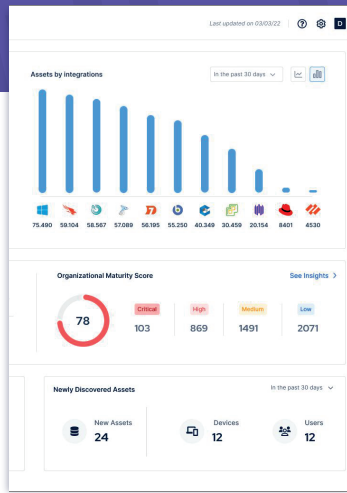 Last updated on 03/03/22
D
Assets by integrations
In the past 30 days
75.490 59.104 58.567 57.089 56.195 55.250 40.349 30.459 20.154 8401 4530
Organizational Maturity Score
See Insights >
78
Critical High Medium Low
103 869 1491 2071
Newly Discovered Assets
In the past 30 days
New Assets Devices Users
24 12 12